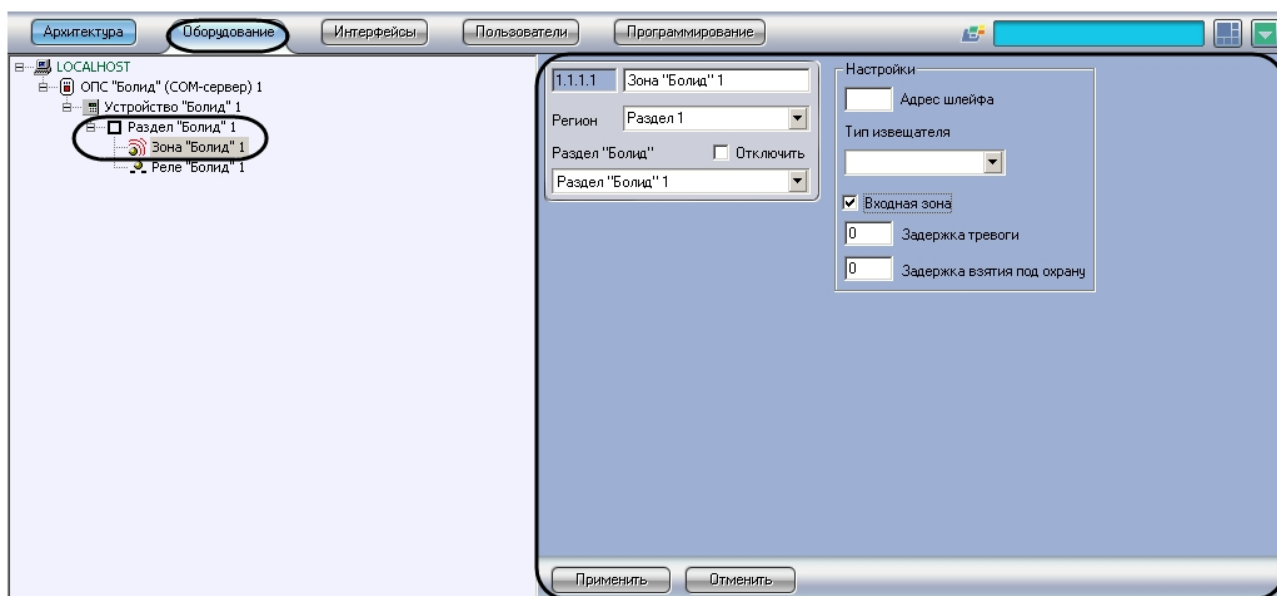 Архитектура Оборудование Интерфейсы Пользователи Программирование
LOCALHOST
ОПС "Болид" (COM-сервер) 1
Устройство "Болид" 1
Раздел "Болид" 1
Зона "Болид" 1
Реле "Болид" 1
1.1.1.1 Зона "Болид" 1
Регион Раздел 1
Раздел "Болид" Отключить
Раздел "Болид" 1
Настройки
Адрес шлейфа
Тип извещателя
Входная зона
0 Задержка тревоги
0 Задержка взятия под охрану
Применить Отменить